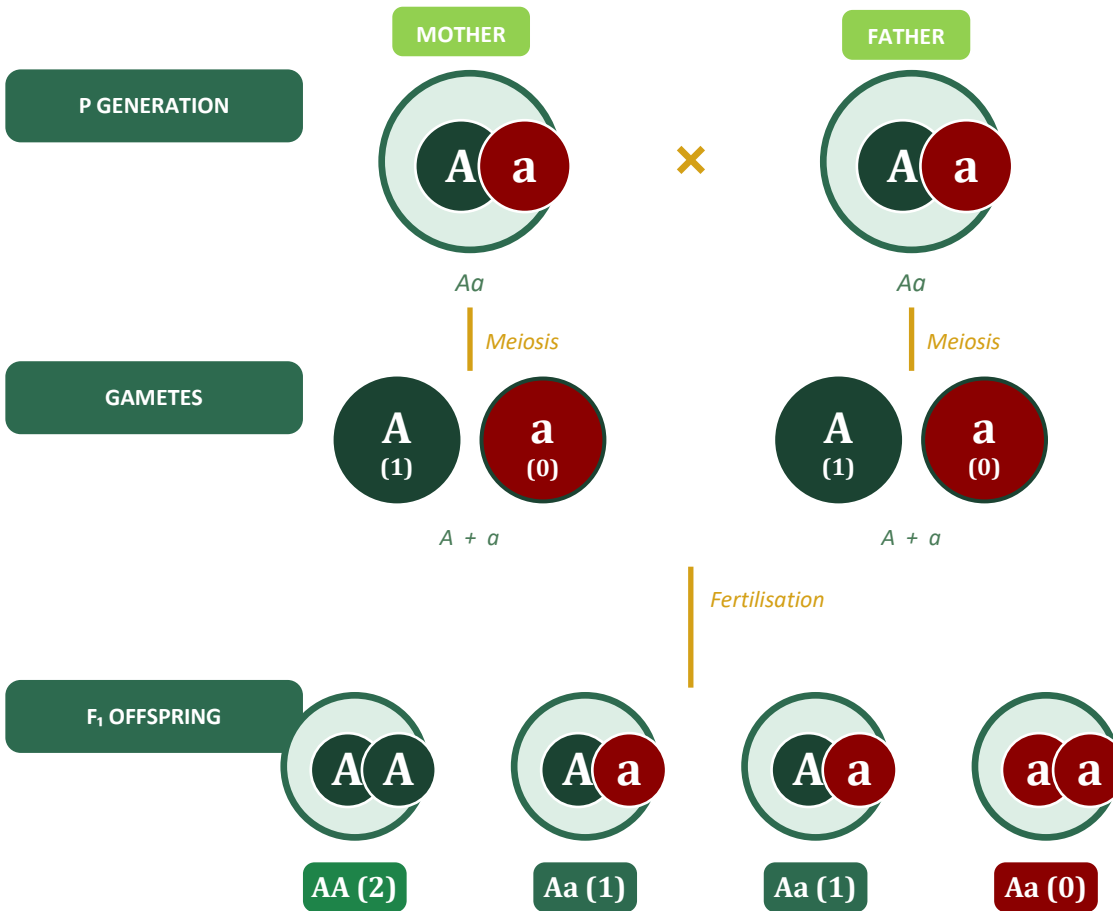 MOTHER FATHER
P GENERATION
A a × A a
Aa Aa
Meiosis Meiosis
GAMETES
A a A a
(1) (0) (1) (0)
A + a A + a
Fertilisation
F₁ OFFSPRING
A A A a A a a a
AA (2) Aa (1) Aa (1) Aa (0)